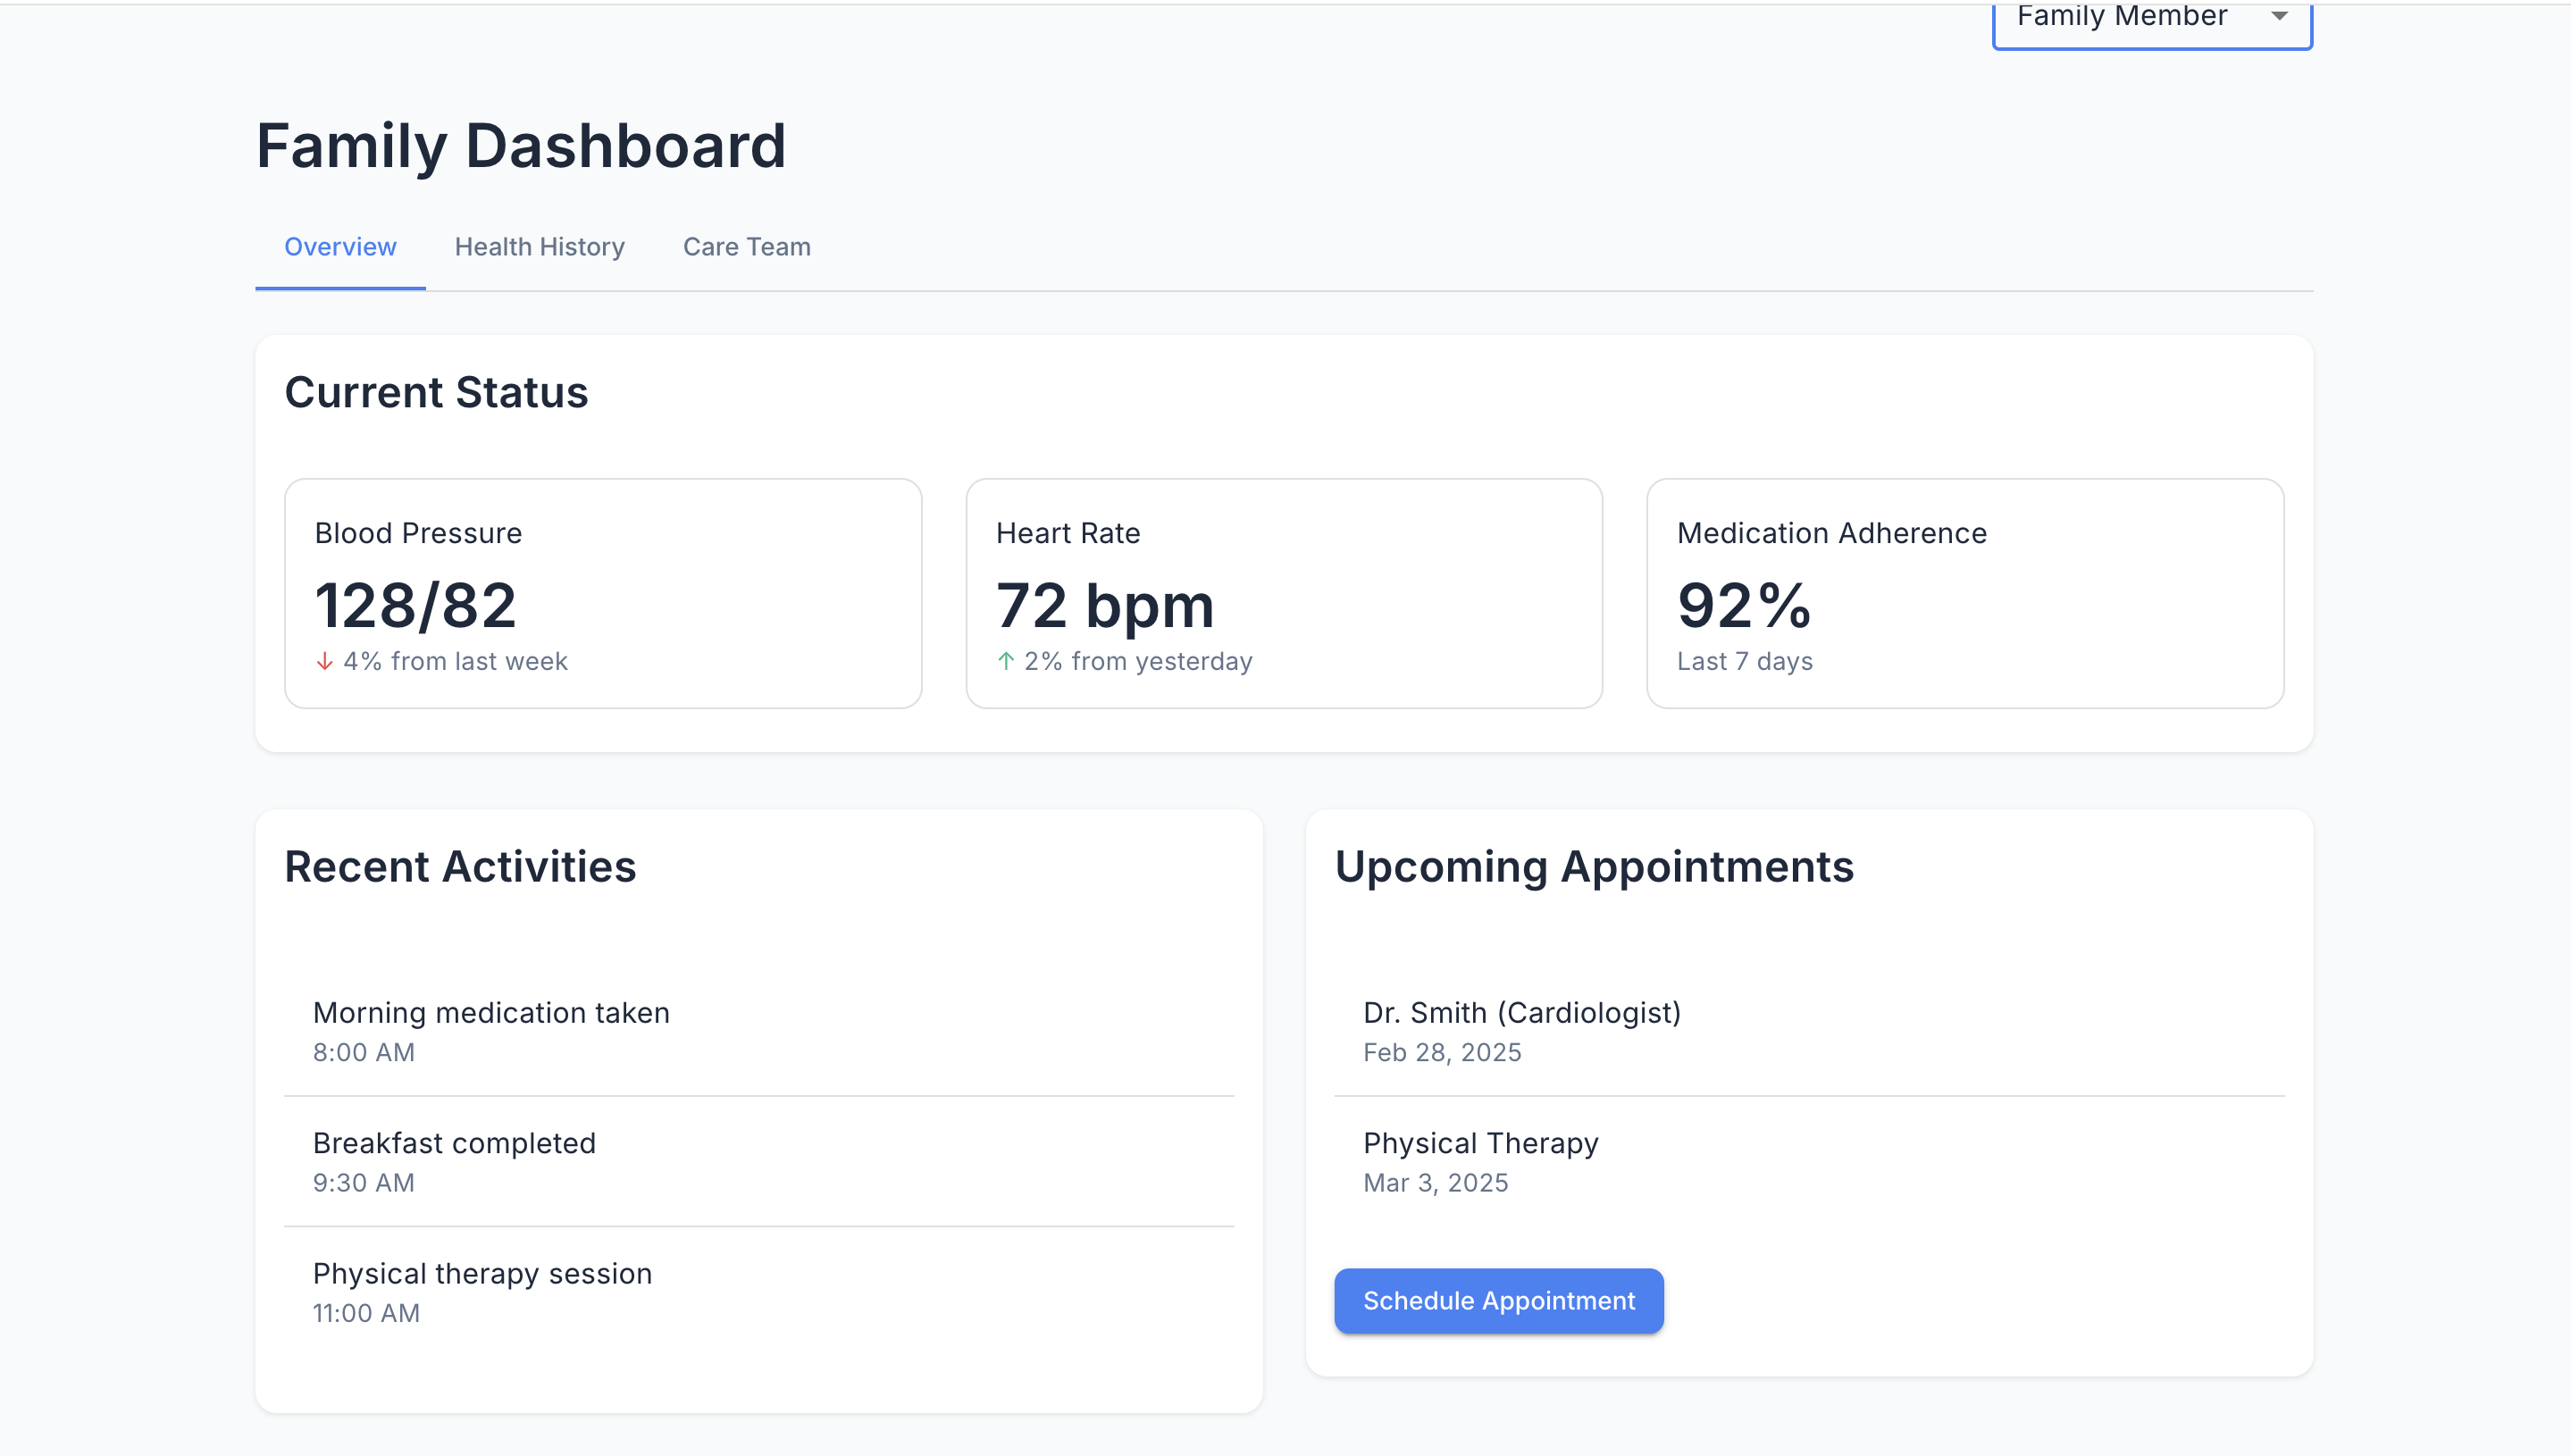 Family Member
Family Dashboard
Overview
Health History
Care Team
Current Status
Blood Pressure
128/82
↓ 4% from last week
Heart Rate
72 bpm
↑ 2% from yesterday
Medication Adherence
92%
Last 7 days
Recent Activities
Morning medication taken
8:00 AM
Breakfast completed
9:30 AM
Physical therapy session
11:00 AM
Upcoming Appointments
Dr. Smith (Cardiologist)
Feb 28, 2025
Physical Therapy
Mar 3, 2025
Schedule Appointment